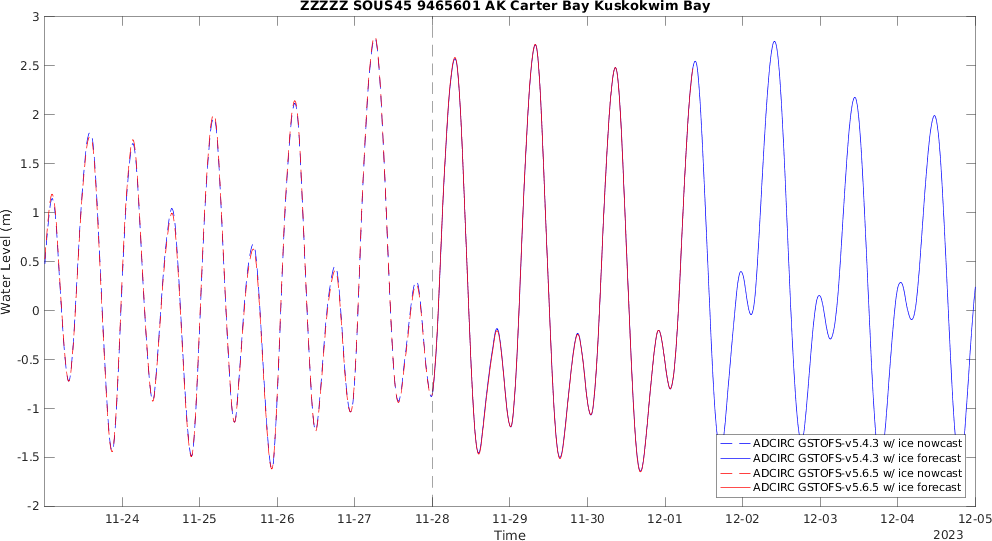 ZZZZZ SOUS45 9465601 AK Carter Bay Kuskokwim Bay
3
2.5
2
1.5
1
0.5
0
-0.5
-1
-1.5
-2
Water Level (m)
11-24 11-25 11-26 11-27 11-28 11-29 11-30 12-01 12-02 12-03 12-04 12-05
Time
2023
ADCIRC GSTOFS-v5.4.3 w/ ice nowcast
ADCIRC GSTOFS-v5.4.3 w/ ice forecast
ADCIRC GSTOFS-v5.6.5 w/ ice nowcast
ADCIRC GSTOFS-v5.6.5 w/ ice forecast